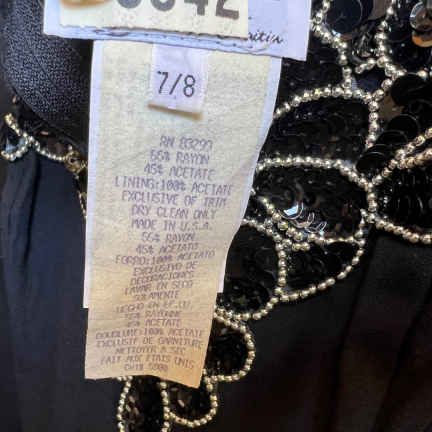 7/8
RN 83299
55% RAYON
45% ACETATE
LINING:100% ACETATE
EXCLUSIVE OF TRIM
DRY CLEAN ONLY
MADE IN U.S.A.
55% RAYON
45% ACETATO
FORRO:100% ACETATO
EXCLUSIVO DE
DECORACIONES
LAVAR EN SECO
SOLAMENTE
HECHO EN EE.UU.
55% RAYONNE
45% ACETATE
DOUBLURE:100% ACETATE
EXCLUSIF DE GARNITURE
NETTOYER A SEC
FAIT AUX ETATS UNIS